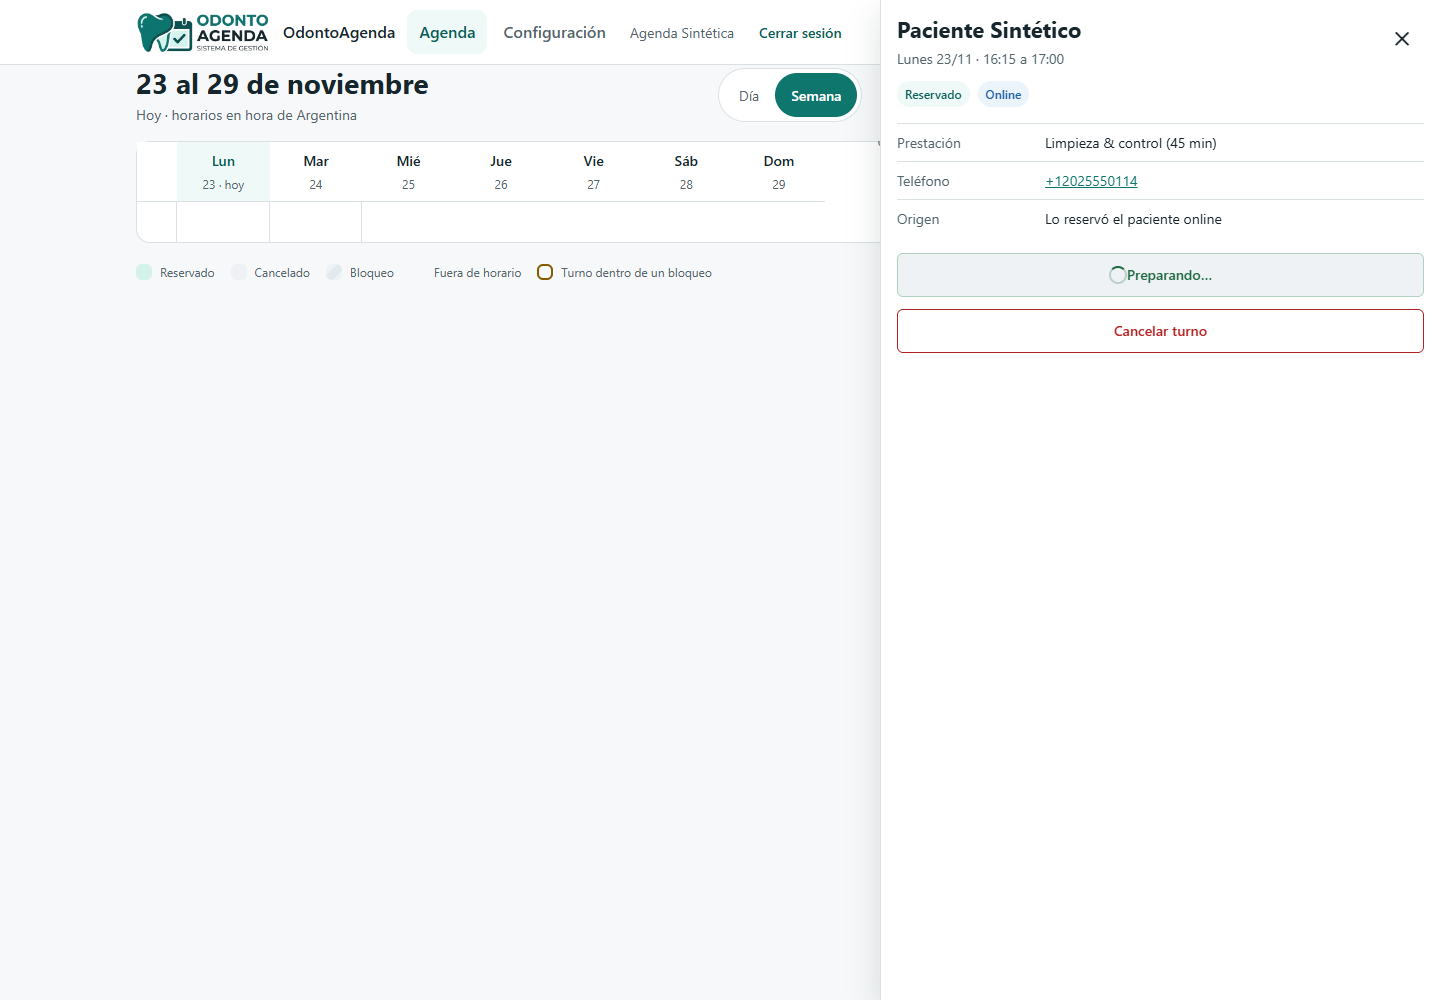 ODONTO
AGENDA
SISTEMA DE GESTIÓN
OdontoAgenda
Agenda
Configuración
Agenda Sintética
Cerrar sesión
23 al 29 de noviembre
Hoy · horarios en hora de Argentina
Día
Semana
Lun
Mar
Mié
Jue
Vie
Sáb
Dom
23 · hoy
24
25
26
27
28
29
Reservado
Cancelado
Bloqueo
Fuera de horario
Turno dentro de un bloqueo
Paciente Sintético
Lunes 23/11 · 16:15 a 17:00
Reservado
Online
Prestación
Limpieza & control (45 min)
Teléfono
+12025550114
Origen
Lo reservó el paciente online
Preparando…
Cancelar turno